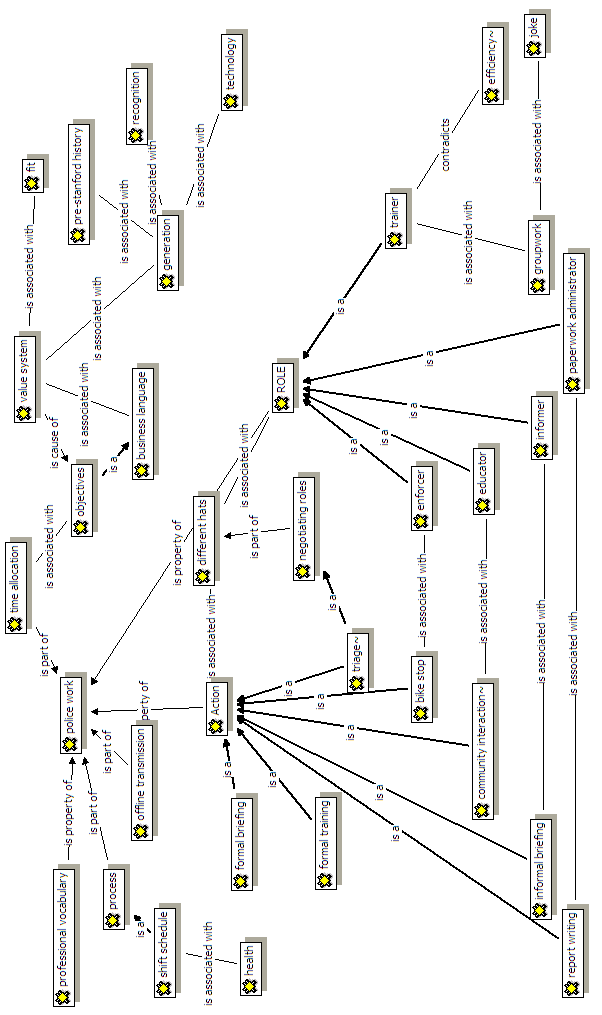 time allocation
value system
fit
is associated with
is part of
is associated with
is cause of
professional vocabulary
is property of
police work
objectives
is associated with
pre-stanford history
is part of
is associated with
process
is part of
is a
is associated with
is a
offline transmission
perty of
business language
recognition
is associated with
shift schedule
generation
is property of
different hats
is associated with
is associated with
Action
is associated with
technology
is a
formal briefing
is associated with
health
is part of
is a
ROLE
is a
negotiating roles
formal training
is a
is a
is a
is a
triage~
is a
is a
is a
trainer
is a
is a
bike stop
is associated with
enforcer
is a
contradicts
is associated with
community interaction~
is associated with
educator
efficiency~
informal briefing
is associated with
informer
groupwork
is associated with
joke
report writing
is associated with
paperwork administrator